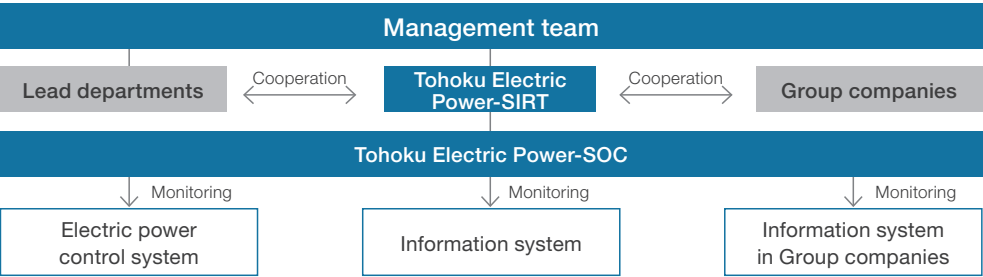 Management team
Lead departments
Cooperation
Tohoku Electric
Power-SIRT
Cooperation
Group companies
Tohoku Electric Power-SOC
Monitoring
Monitoring
Monitoring
Electric power
control system
Information system
Information system
in Group companies